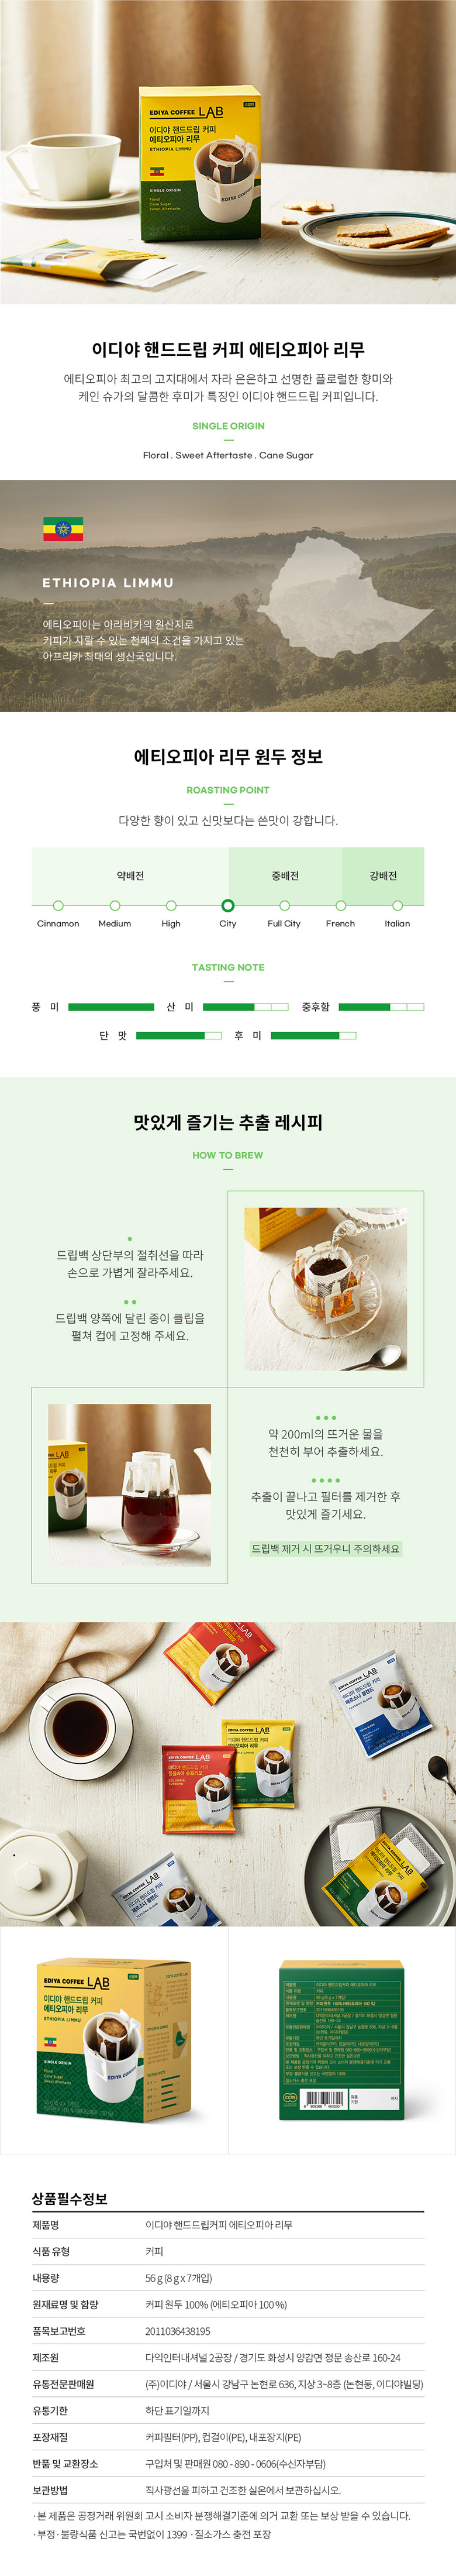 EDIYA COFFEE LAB
이디야 핸드드립 커피
에티오피아 리무
ETHIOPIA LIMMU
SINGLE ORIGIN
Floral
Cane Sugar
Sweet Aftertaste
EDIYA COFFEE
이디야 핸드드립 커피 에티오피아 리무
에티오피아 최고의 고지대에서 자라 은은하고 선명한 플로럴한 향미와
케인 슈가의 달콤한 후미가 특징인 이디야 핸드드립 커피입니다.
SINGLE ORIGIN
Floral . Sweet Aftertaste . Cane Sugar
ETHIOPIA LIMMU
에티오피아는 아라비카의 원산지로
커피가 자랄 수 있는 천혜의 조건을 가지고 있는
아프리카 최대의 생산국입니다.
에티오피아 리무 원두 정보
ROASTING POINT
다양한 향이 있고 신맛보다는 쓴맛이 강합니다.
약배전 중배전 강배전
Cinnamon Medium High City Full City French Italian
TASTING NOTE
풍 미 산 미 중후함
단 맛 후 미
맛있게 즐기는 추출 레시피
HOW TO BREW
드립백 상단부의 절취선을 따라
손으로 가볍게 잘라주세요.
드립백 양쪽에 달린 종이 클립을
펼쳐 컵에 고정해 주세요.
약 200ml의 뜨거운 물을
천천히 부어 추출하세요.
추출이 끝나고 필터를 제거한 후
맛있게 즐기세요.
드립백 제거 시 뜨거우니 주의하세요
EDIYA COFFEE LAB
이디야 핸드드립 커피
에티오피아 리무
ETHIOPIA LIMMU
SINGLE ORIGIN
Floral
Cane Sugar
Sweet Aftertaste
상품필수정보
제품명 이디야 핸드드립커피 에티오피아 리무
식품 유형 커피
내용량 56 g (8 g x 7개입)
원재료명 및 함량 커피 원두 100% (에티오피아 100 %)
품목보고번호 2011036438195
제조원 다익인터내셔널 2공장 / 경기도 화성시 양감면 정문 송산로 160-24
유통전문판매원 (주)이디야 / 서울시 강남구 논현로 636, 지상 3~8층 (논현동, 이디야빌딩)
유통기한 하단 표기일까지
포장재질 커피필터(PP), 컵걸이(PE), 내포장지(PE)
반품 및 교환장소 구입처 및 판매원 080 - 890 - 0606(수신자부담)
보관방법 직사광선을 피하고 건조한 실온에서 보관하십시오.
· 본 제품은 공정거래 위원회 고시 소비자 분쟁해결기준에 의거 교환 또는 보상 받을 수 있습니다.
· 부정 · 불량식품 신고는 국번없이 1399 · 질소가스 충전 포장